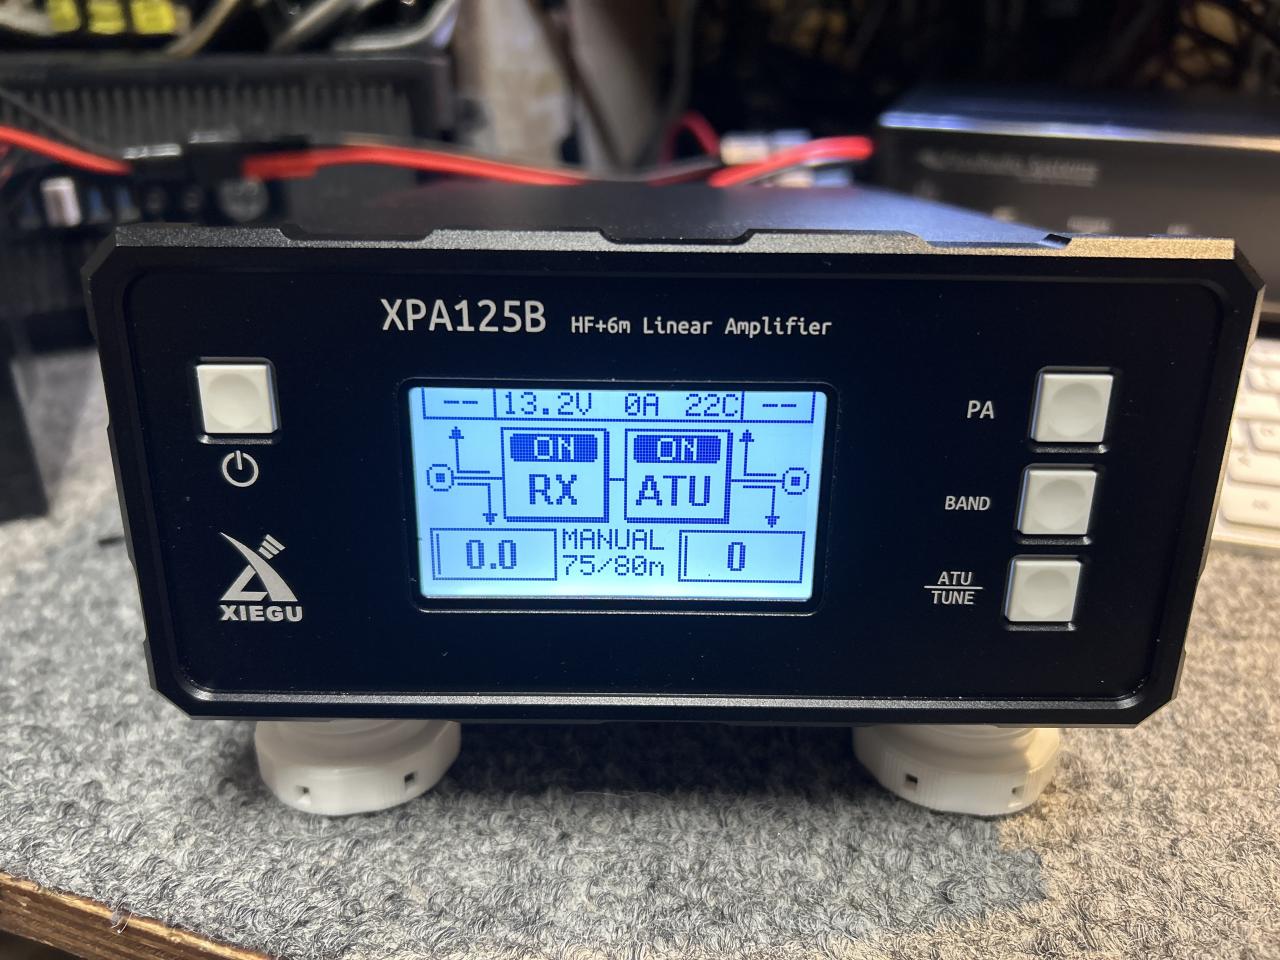 XPA125B HF+6m Linear Amplifier
-- 13.2V 0A 22C --
ON ON
RX ATU
0.0 MANUAL 0
75/80m
PA
BAND
ATU
TUNE
XIEGU